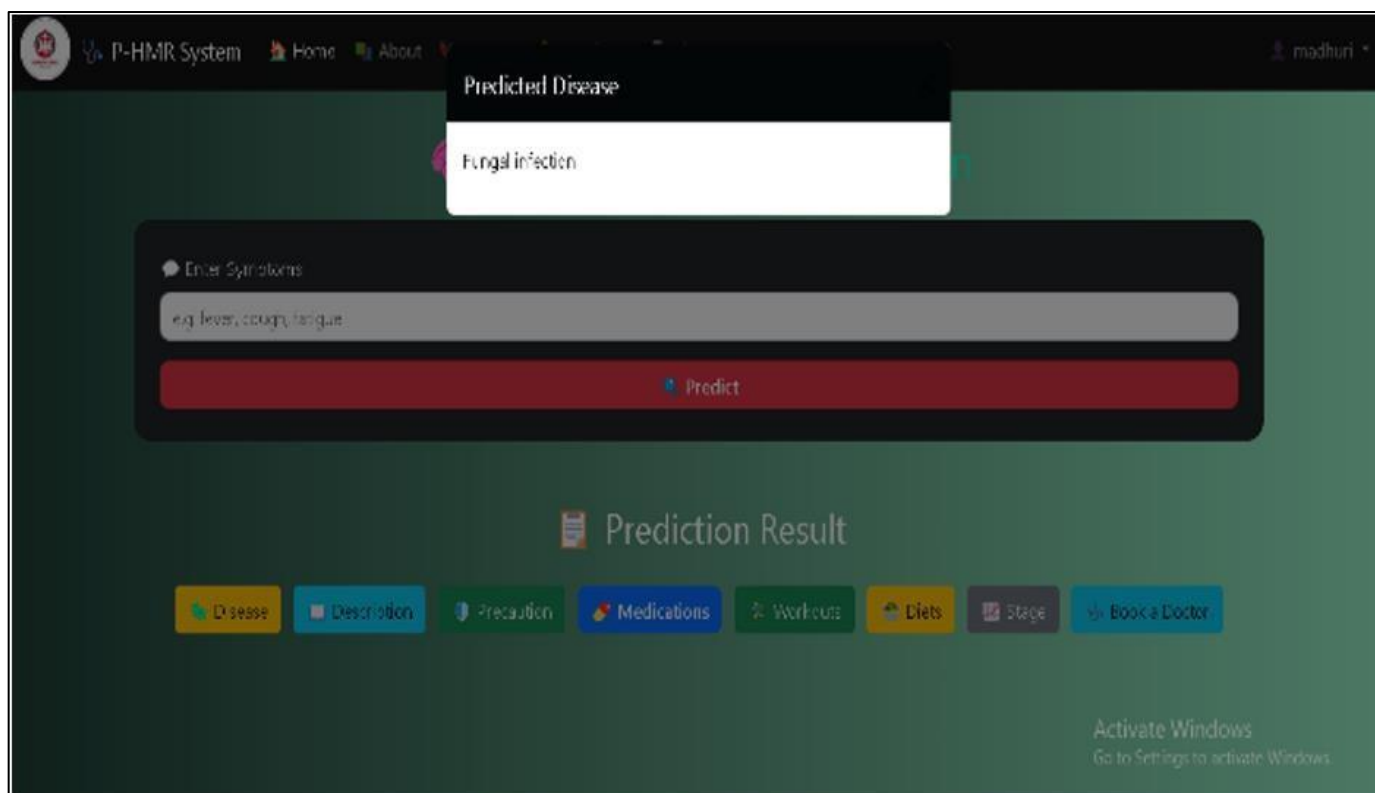 P-HMR System Home About madhuri
Predicted Disease
Fungal infection
Enter Symptoms
e.g. fever, cough, fatigue
Predict
Prediction Result
Disease Description Precaution Medications Workouts Diets Stage Book a Doctor
Activate Windows
Go to Settings to activate Windows.